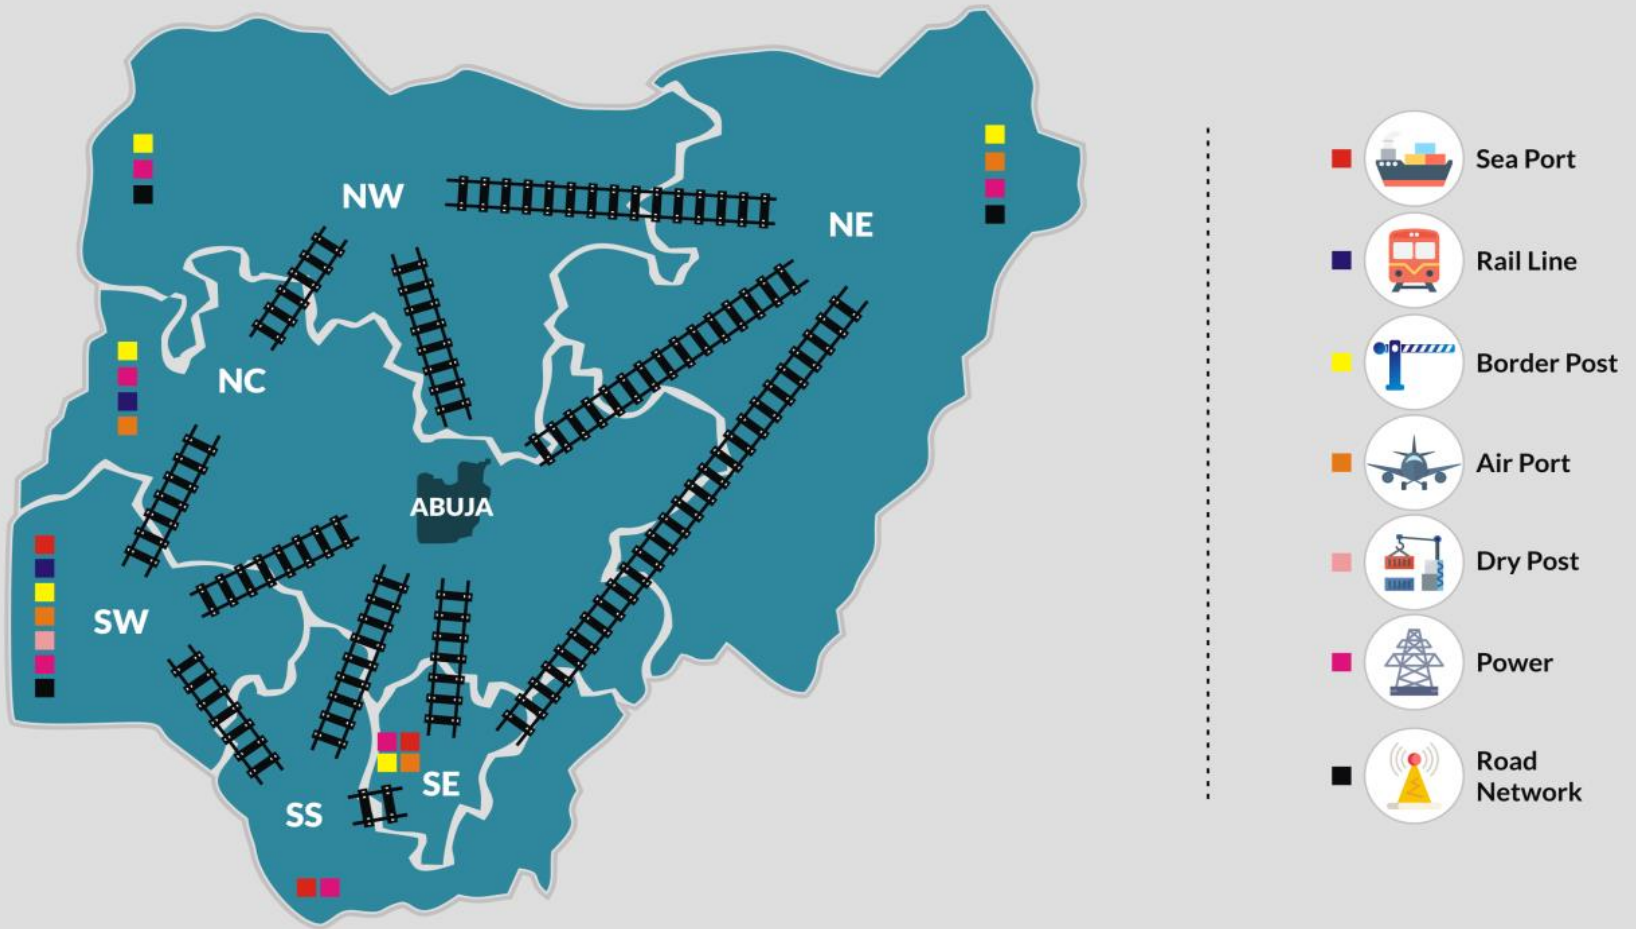 NW
NE
NC
ABUJA
SW
SE
SS
Sea Port
Rail Line
Border Post
Air Port
Dry Post
Power
Road
Network